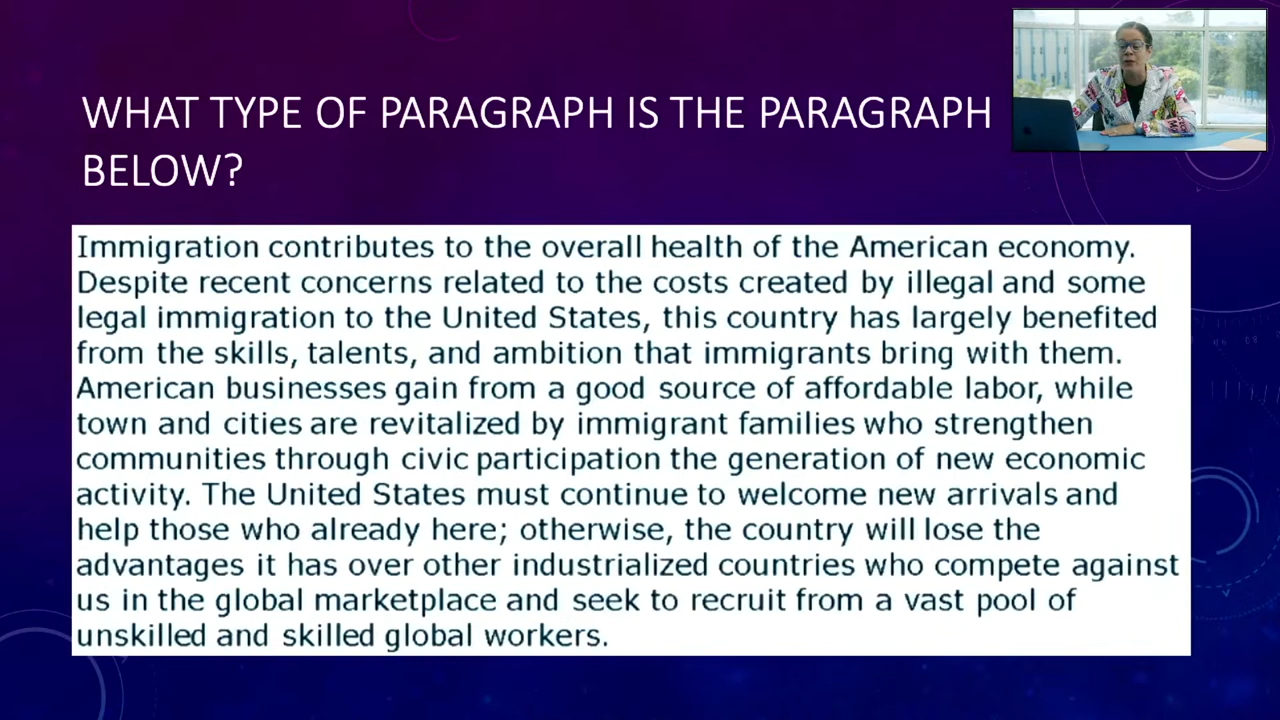 WHAT TYPE OF PARAGRAPH IS THE PARAGRAPH
BELOW?
Immigration contributes to the overall health of the American economy.
Despite recent concerns related to the costs created by illegal and some
legal immigration to the United States, this country has largely benefited
from the skills, talents, and ambition that immigrants bring with them.
American businesses gain from a good source of affordable labor, while
town and cities are revitalized by immigrant families who strengthen
communities through civic participation the generation of new economic
activity. The United States must continue to welcome new arrivals and
help those who already here; otherwise, the country will lose the
advantages it has over other industrialized countries who compete against
us in the global marketplace and seek to recruit from a vast pool of
unskilled and skilled global workers.